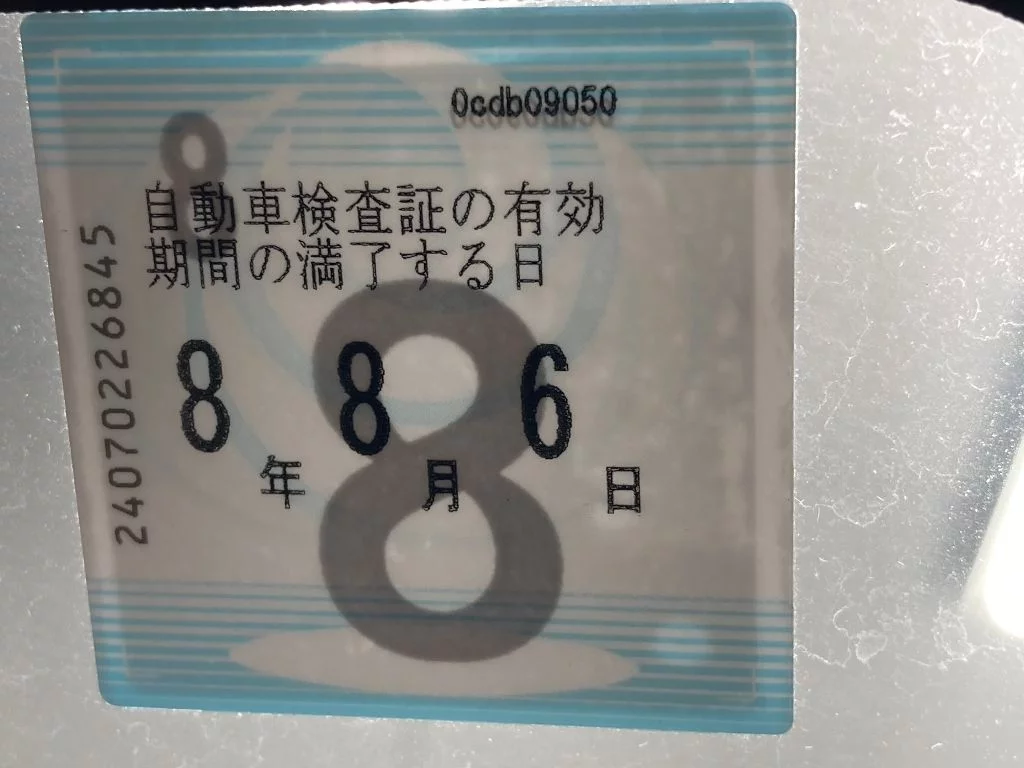 0cdb09050
自動車検査証の有効
期間の満了する日
8 8 6
年 月 日
240702226845
8
8